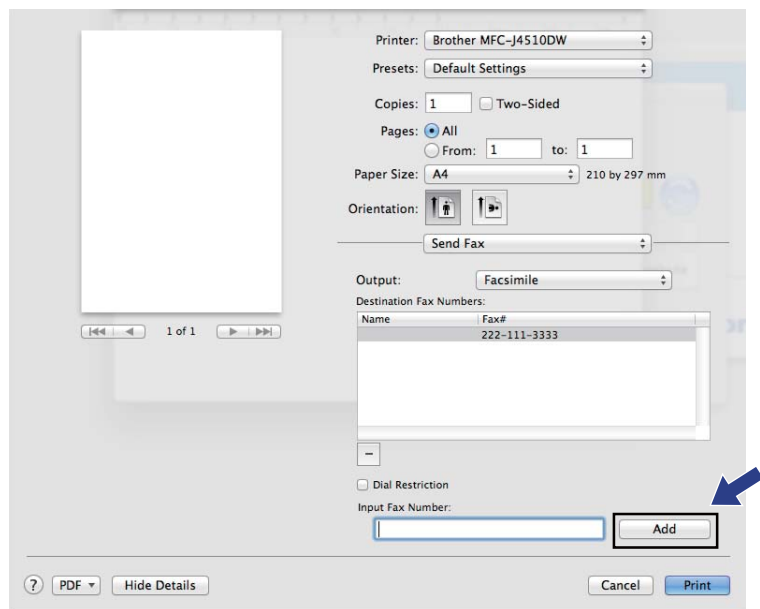 Printer: Brother MFC-J4510DW
Presets: Default Settings
Copies: 1 Two-Sided
Pages: All
From: 1 to: 1
Paper Size: A4 210 by 297 mm
Orientation:
Send Fax
Output: Facsimile
Destination Fax Numbers:
Name Fax#
222-111-3333
1 of 1
–
Dial Restriction
Input Fax Number:
Add
? PDF Hide Details Cancel Print